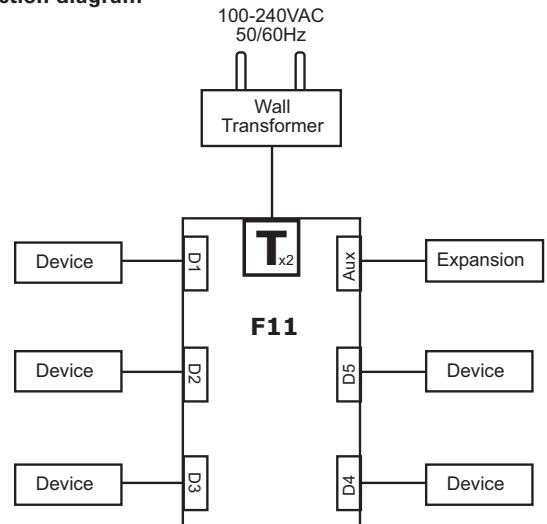 100-240VAC
50/60Hz
Wall
Transformer
T x2
Device
D1
Aux
Expansion
F11
Device
D2
D5
Device
Device
D3
D4
Device